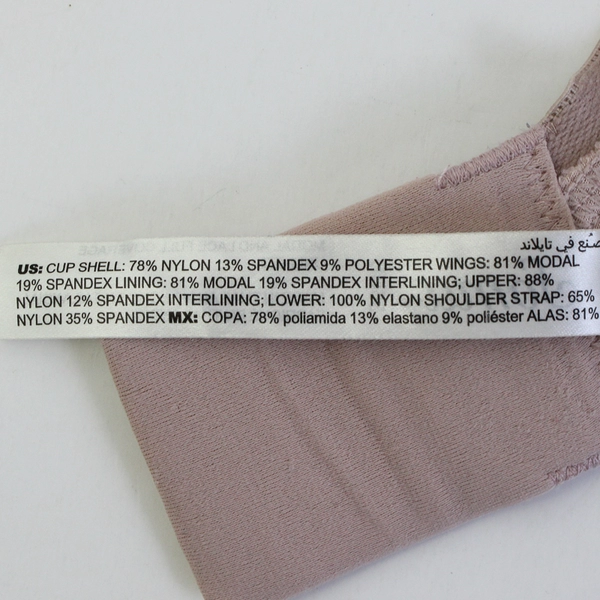 صنع في تايلاند
US: CUP SHELL: 78% NYLON 13% SPANDEX 9% POLYESTER WINGS: 81% MODAL
19% SPANDEX LINING: 81% MODAL 19% SPANDEX INTERLINING; UPPER: 88%
NYLON 12% SPANDEX INTERLINING; LOWER: 100% NYLON SHOULDER STRAP: 65%
NYLON 35% SPANDEX MX: COPA: 78% poliamida 13% elastano 9% poliéster ALAS: 81%